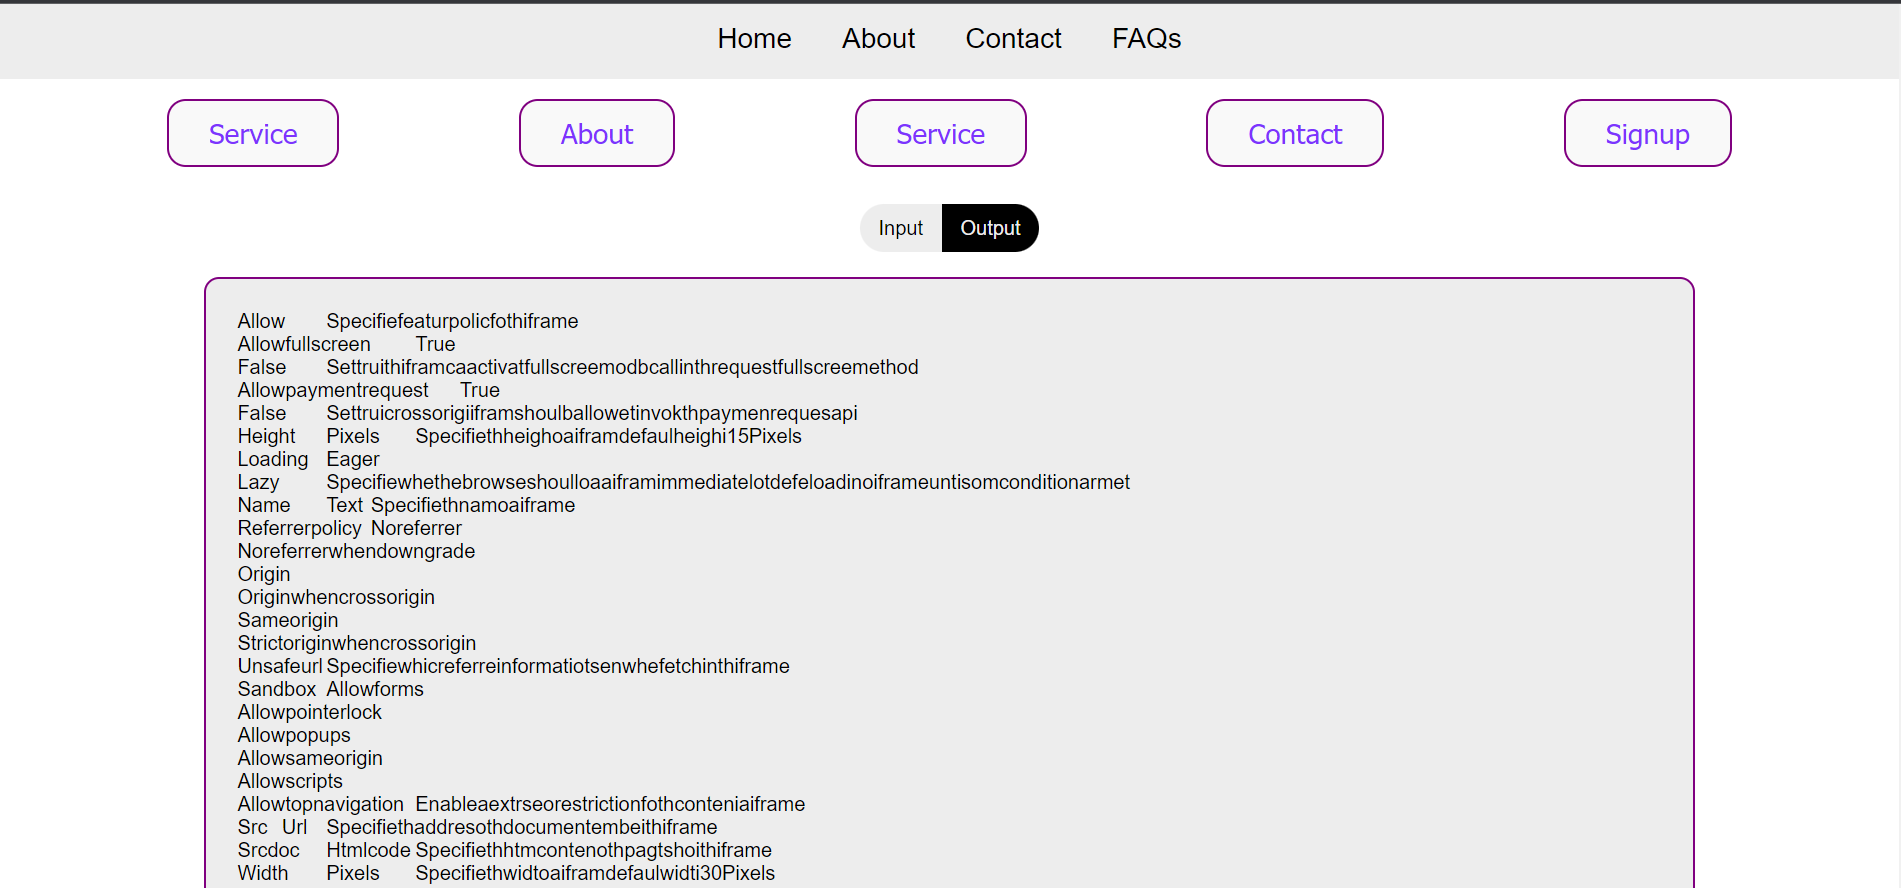 Home About Contact FAQs
Service About Service Contact Signup
Input Output
Allow Specifiefeaturpolicfothiframe
Allowfullscreen True
False Settruithiframcaactivatfullscreemodbcallinthrequestfullscreemethod
Allowpaymentrequest True
False Settruicrossorigiiframshoulballowetinvokthpaymenrequesapi
Height Pixels Specifiethheighoaiframdefaulheighi15Pixels
Loading Eager
Lazy Specifiewhethebrowseshoulloaaiframimmediatelotdefeloadinoiframeuntisomconditionarmet
Name Text Specifiethnamoaiframe
Referrerpolicy Noreferrer
Noreferrerwhendowngrade
Origin
Originwhencrossorigin
Sameorigin
Strictoriginwhencrossorigin
Unsafeurl Specifiewhicreferreinformatiotsenwhefetchinthiframe
Sandbox Allowforms
Allowpointerlock
Allowpopups
Allowsameorigin
Allowscripts
Allowtopnavigation Enableaextrseorestrictionfothconteniaiframe
Src Url Specifiethaddresothdocumentembeithiframe
Srcdoc Htmlcode Specifiethhtmcontenothpagtshoithiframe
Width Pixels Specifiethwidtoaiframdefaulwidti30Pixels